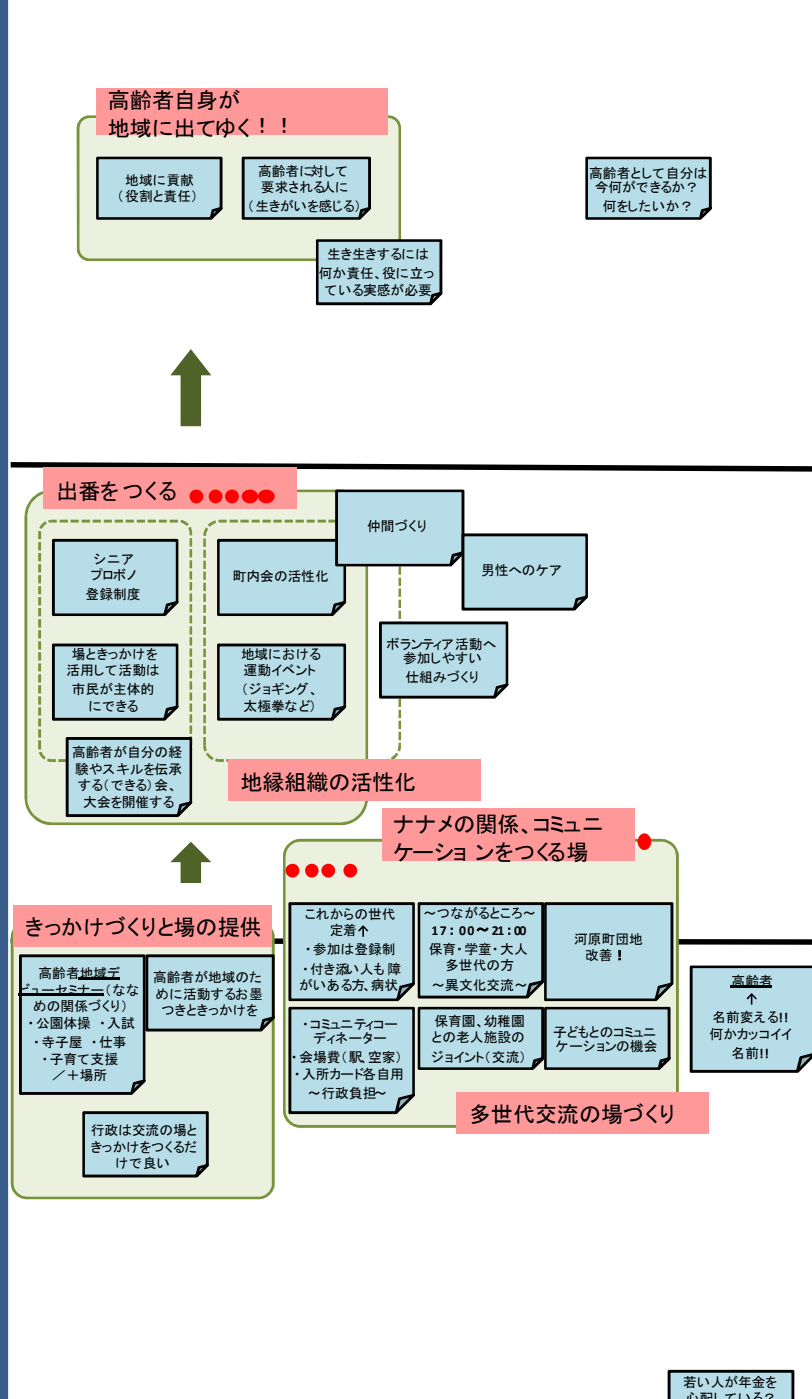 高齢者自身が
地域に出てゆく！！
地域に貢献
（役割と責任）
高齢者に対して
要求される人に
（生きがいを感じる）
高齢者として自分は
今何ができるか？
何をしたいか？
生き生きするには
何か責任、役に立っ
ている実感が必要
出番をつくる
シニア
プロボノ
登録制度
町内会の活性化
仲間づくり
男性へのケア
場ときっかけを
活用して活動は
市民が主体的
にできる
地域における
運動イベント
（ジョギング、
太極拳など）
ボランティア活動へ
参加しやすい
仕組みづくり
高齢者が自分の経
験やスキルを伝承
する（できる）会、
大会を開催する
地縁組織の活性化
ナナメの関係、コミュニ
ケーションをつくる場
きっかけづくりと場の提供
高齢者地域デ
ビューセミナー（なな
めの関係づくり）
・公園体操 ・入試
・寺子屋 ・仕事
・子育て支援
／＋場所
高齢者が地域のた
めに活動するお墨
つきときっかけを
行政は交流の場と
きっかけをつくるだ
けで良い
これからの世代
定着↑
・参加は登録制
・付き添い人も障
がいある方、病状
～つながるところ～
17：00～21：00
保育・学童・大人
多世代の方
～異文化交流～
河原町団地
改善！
・コミュニティコー
ディネーター
・会場費（駅、空家）
・入所カード各自用
～行政負担～
保育園、幼稚園
との老人施設の
ジョイント（交流）
子どもとのコミュニ
ケーションの機会
多世代交流の場づくり
高齢者
↑
名前変える!!
何かカッコイイ
名前!!
若い人が年金を
心配している？